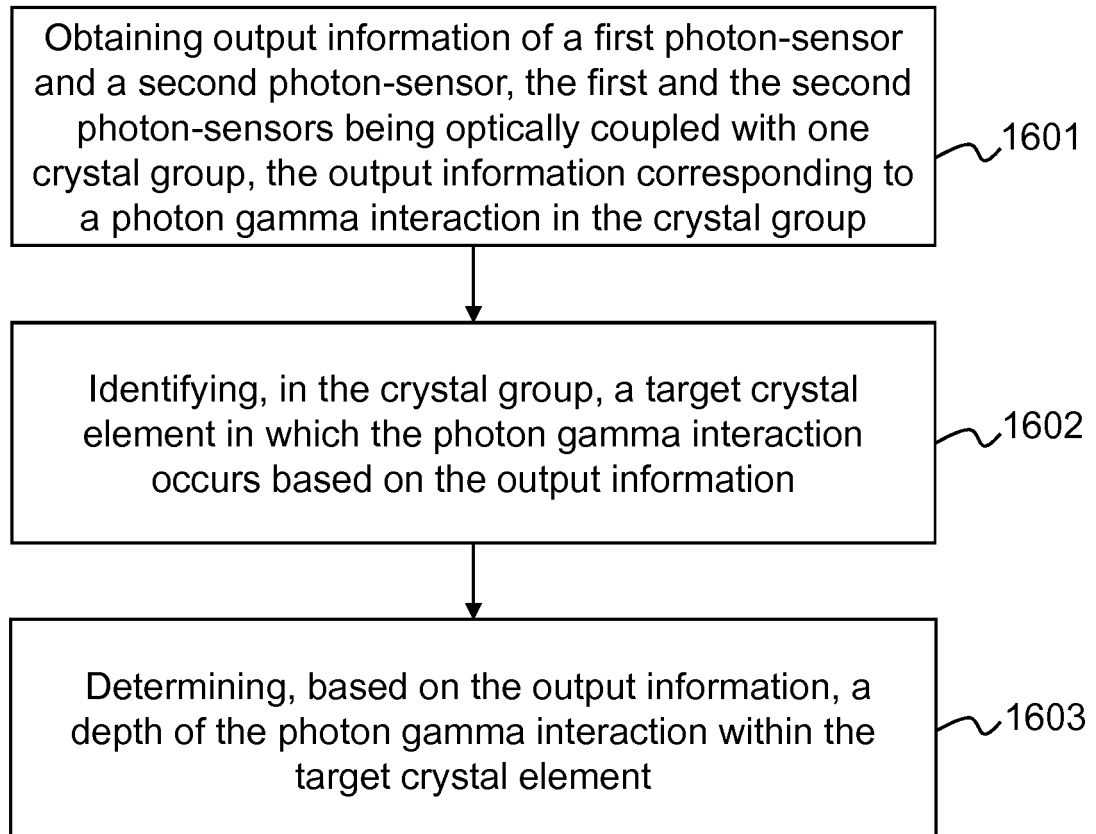 Obtaining output information of a first photon-sensor
and a second photon-sensor, the first and the second
photon-sensors being optically coupled with one
crystal group, the output information corresponding to
a photon gamma interaction in the crystal group
1601
Identifying, in the crystal group, a target crystal
element in which the photon gamma interaction
occurs based on the output information
1602
Determining, based on the output information, a
depth of the photon gamma interaction within the
target crystal element
1603